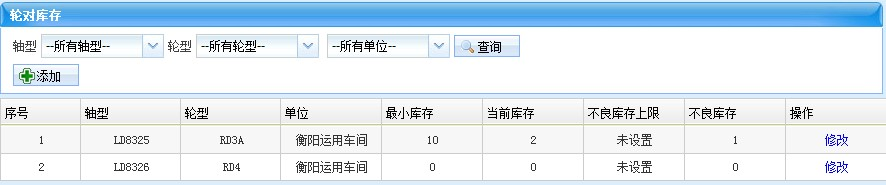 轮对库存
轴型 --所有轴型-- 轮型 --所有轮型-- --所有单位-- 查询
添加
序号 轴型 轮型 单位 最小库存 当前库存 不良库存上限 不良库存 操作
1 LD8325 RD3A 衡阳运用车间 10 2 未设置 1 修改
2 LD8326 RD4 衡阳运用车间 0 0 未设置 0 修改